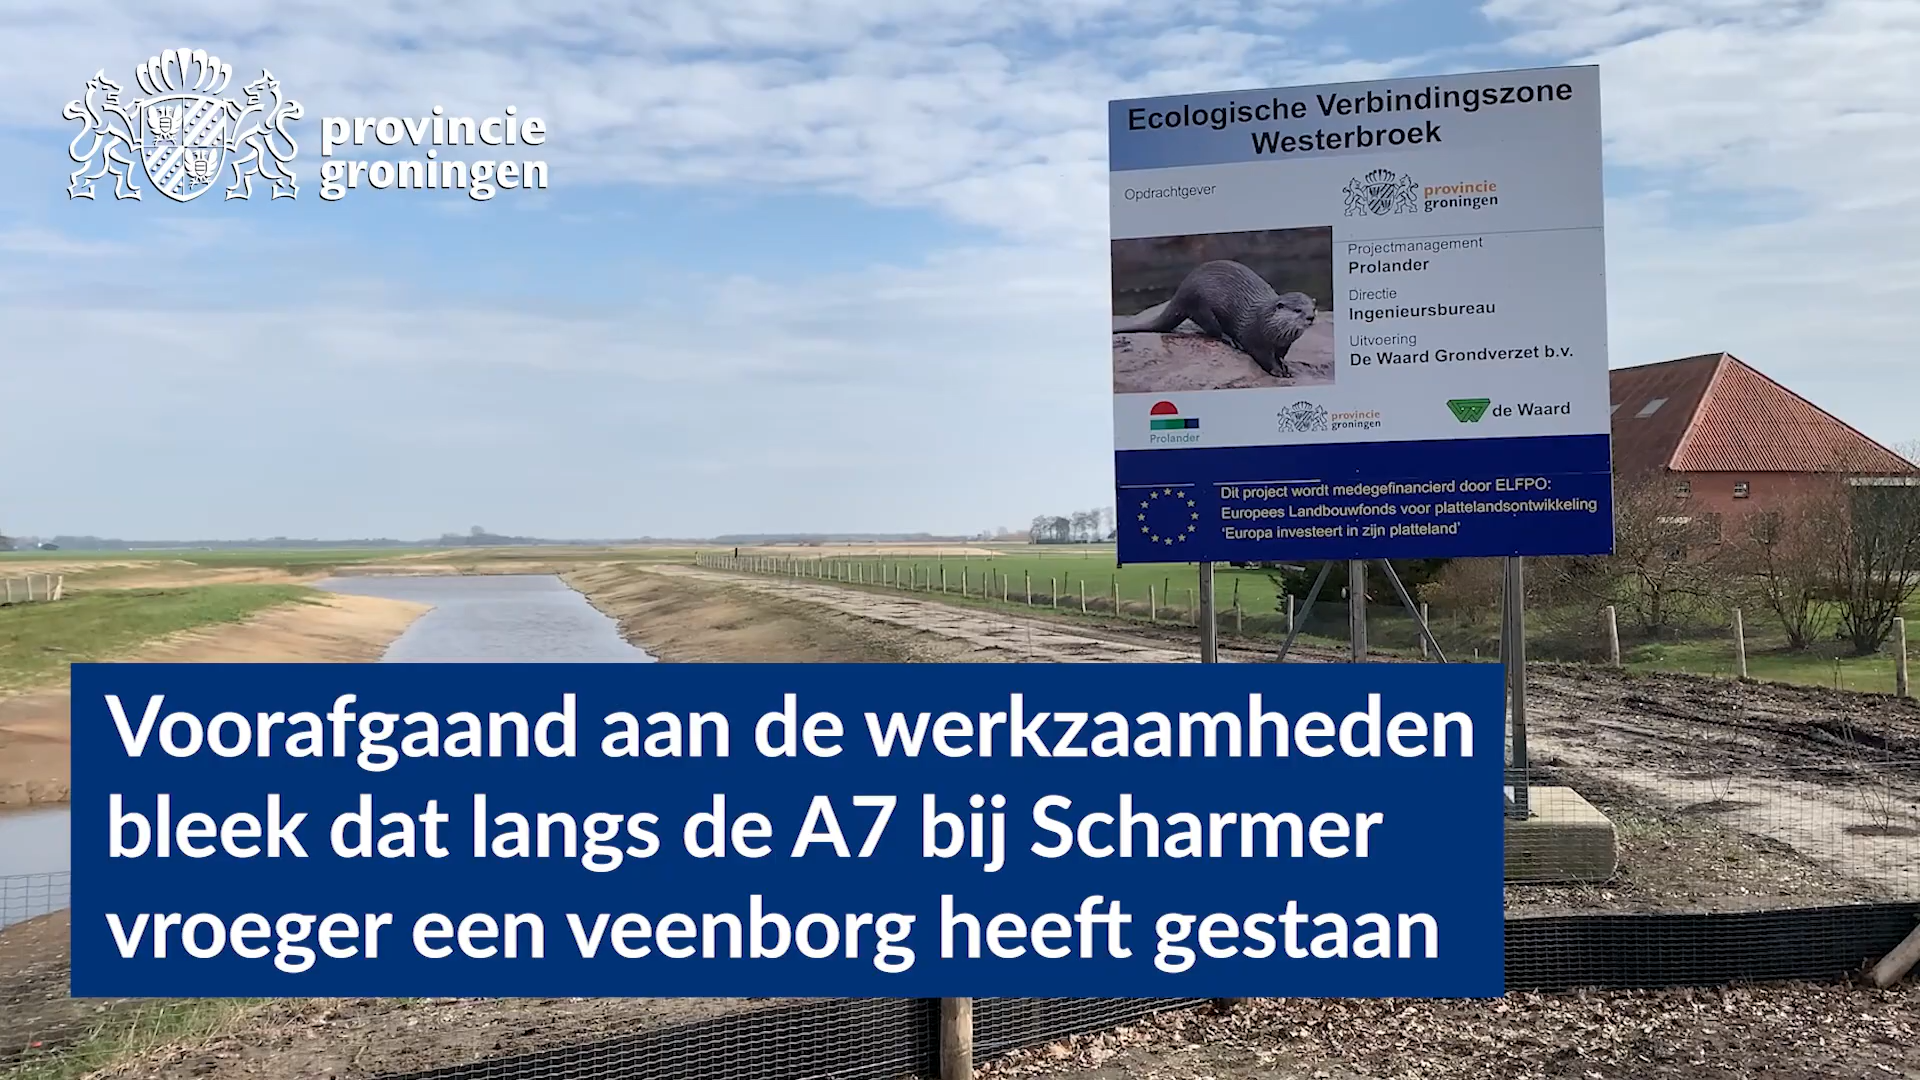 provincie
groningen
Ecologische Verbindingszone
Westerbroek
Opdrachtgever
provincie
groningen
Projectmanagement
Prolander
Directie
Ingenieursbureau
Uitvoering
De Waard Grondverzet b.v.
Prolander
provincie
groningen
de Waard
Dit project wordt medegefinancierd door ELFPO:
Europees Landbouwfonds voor plattelandsontwikkeling
'Europa investeert in zijn platteland'
Voorafgaand aan de werkzaamheden
bleek dat langs de A7 bij Scharmer
vroeger een veenborg heeft gestaan